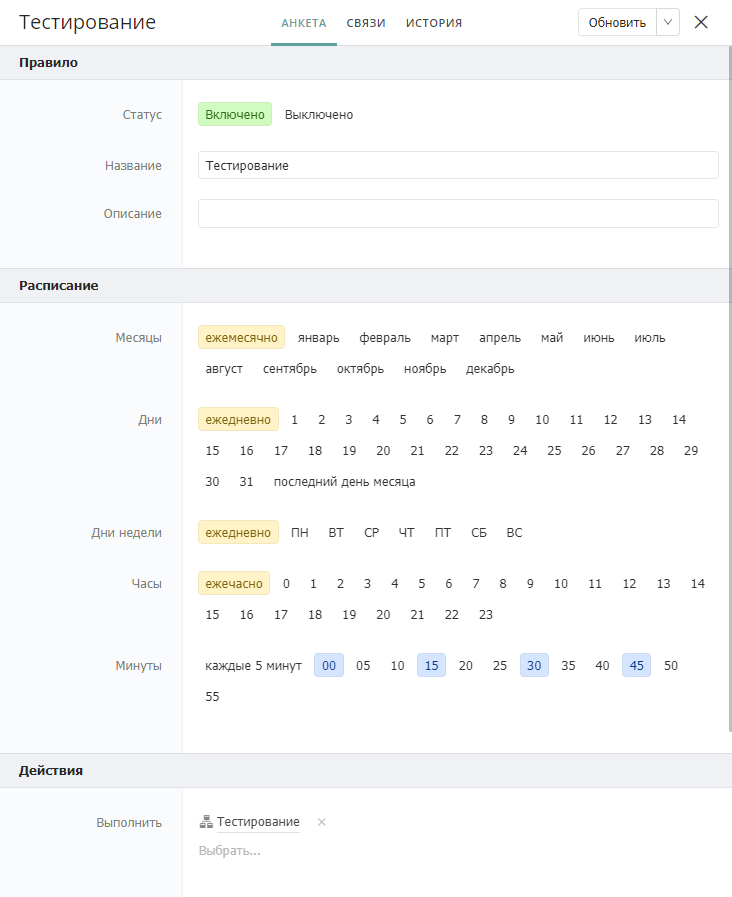 Тестирование АНКЕТА СВЯЗИ ИСТОРИЯ Обновить
Правило
Статус Включено Выключено
Название Тестирование
Описание
Расписание
Месяцы ежемесячно январь февраль март апрель май июнь июль
август сентябрь октябрь ноябрь декабрь
Дни ежедневно 1 2 3 4 5 6 7 8 9 10 11 12 13 14
15 16 17 18 19 20 21 22 23 24 25 26 27 28 29
30 31 последний день месяца
Дни недели ежедневно ПН ВТ СР ЧТ ПТ СБ ВС
Часы ежечасно 0 1 2 3 4 5 6 7 8 9 10 11 12 13 14
15 16 17 18 19 20 21 22 23
Минуты каждые 5 минут 00 05 10 15 20 25 30 35 40 45 50
55
Действия
Выполнить Тестирование
Выбрать...